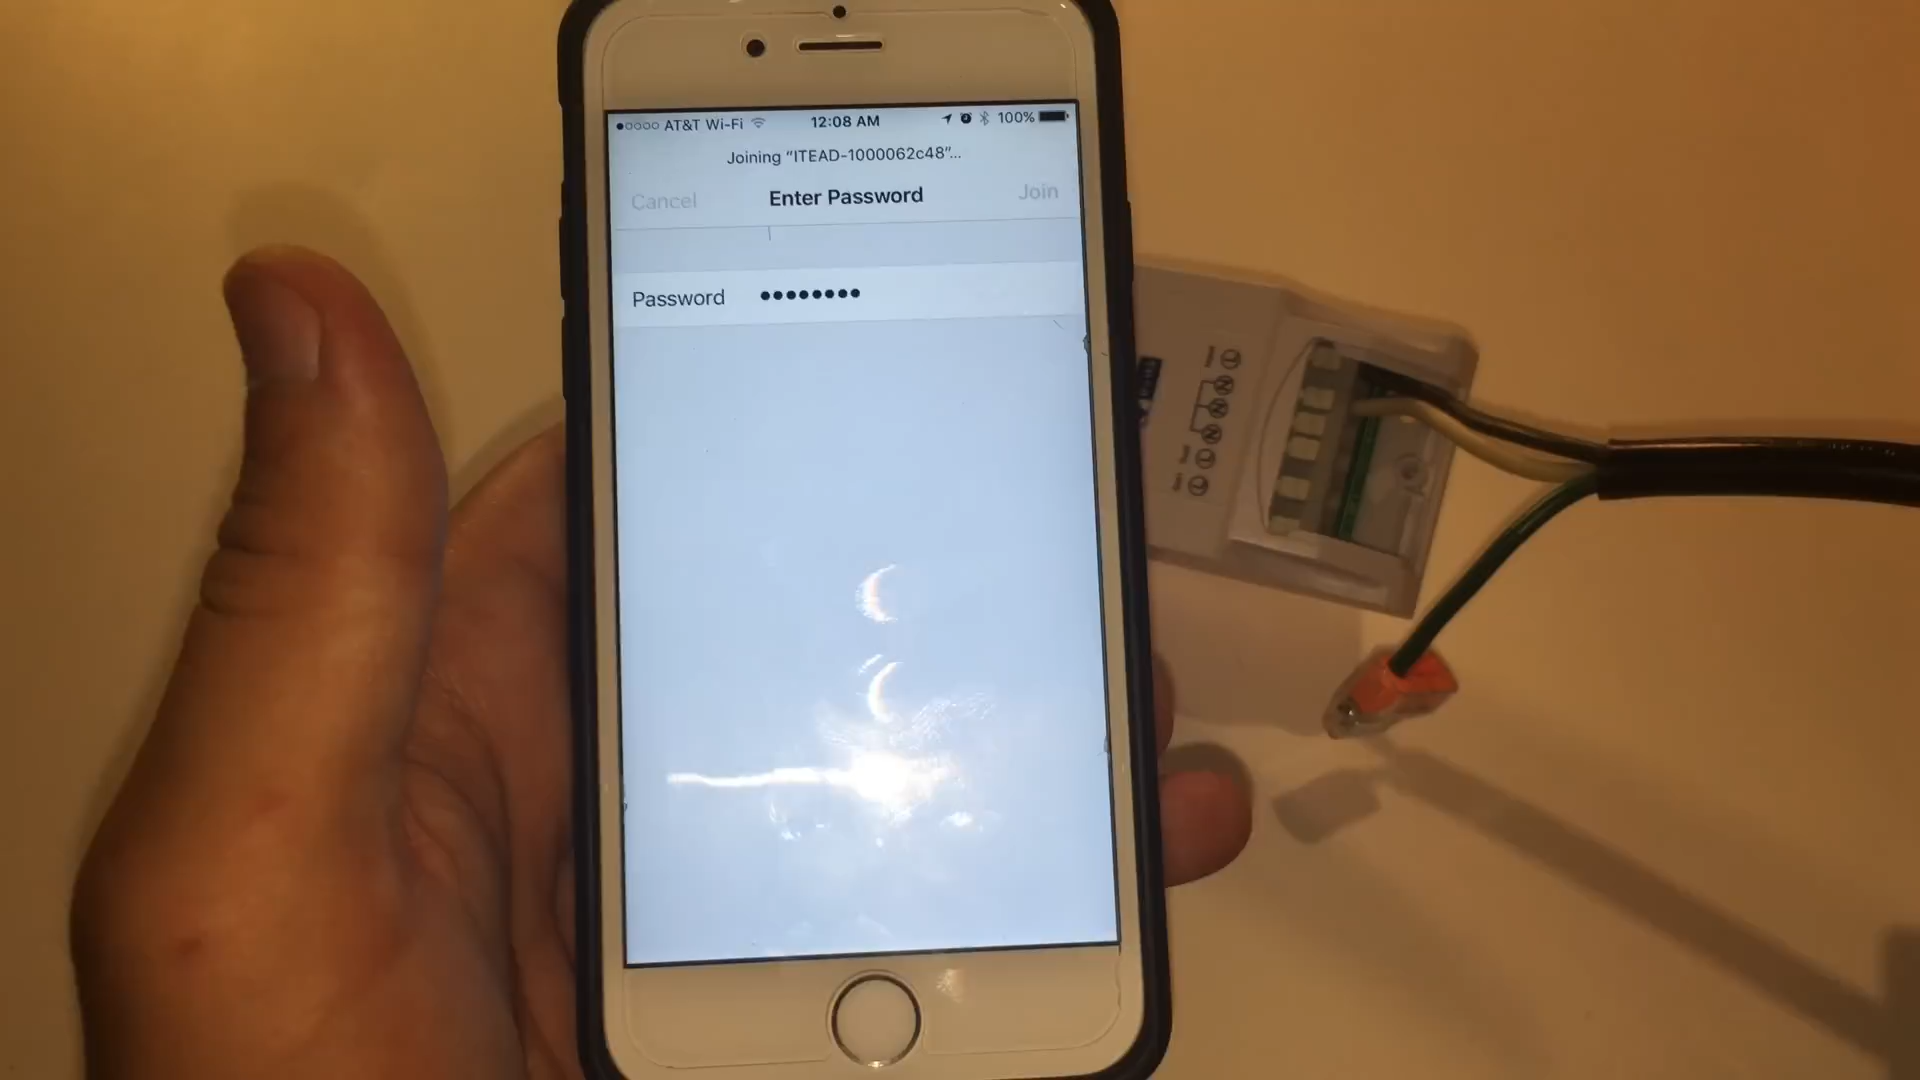 AT&T Wi-Fi 12:08 AM 100%
Joining “ITEAD-1000062c48”...
Cancel Enter Password Join
Password ••••••••
L
N
N
N
L
L